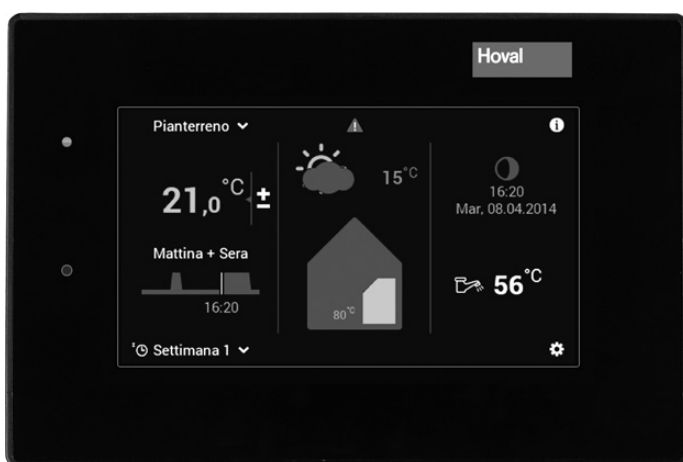 Hoval
Pianterreno
21,0 °C ±
Mattina + Sera
16:20
Settimana 1
15°C
80°C
16:20
Mar, 08.04.2014
56°C